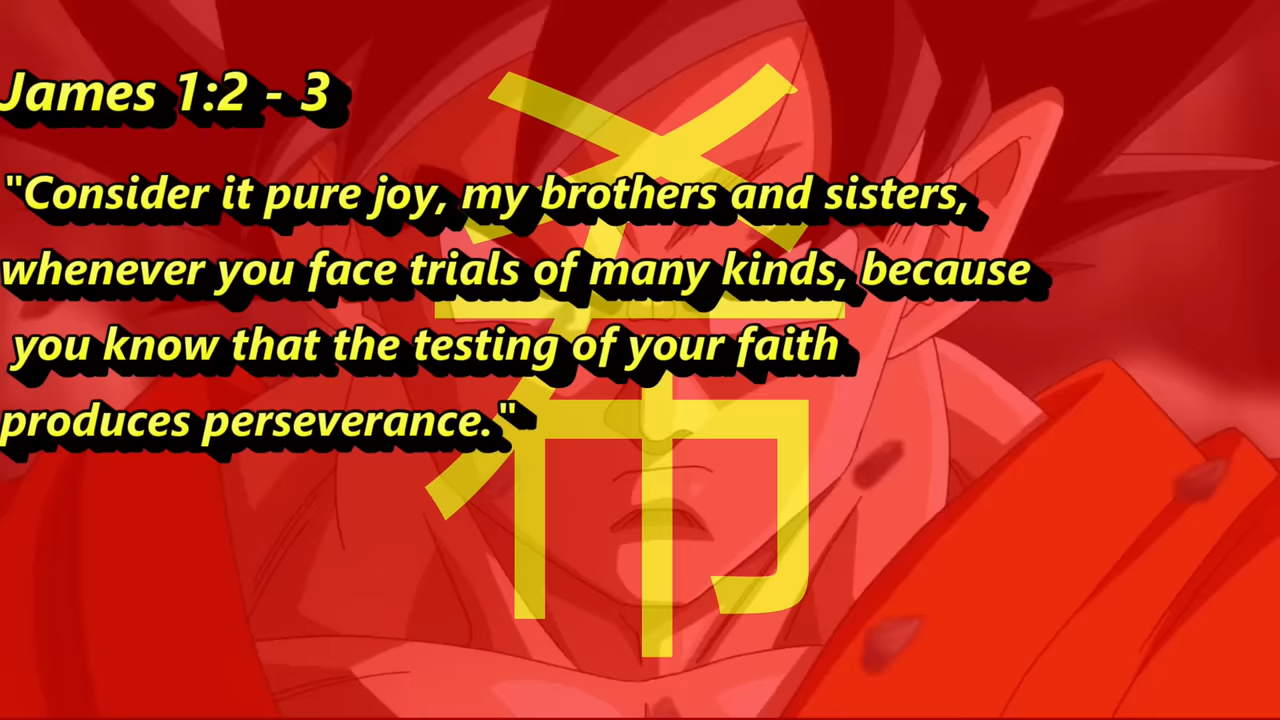 James 1:2 - 3
"Consider it pure joy, my brothers and sisters,
whenever you face trials of many kinds, because
you know that the testing of your faith
produces perseverance."
希